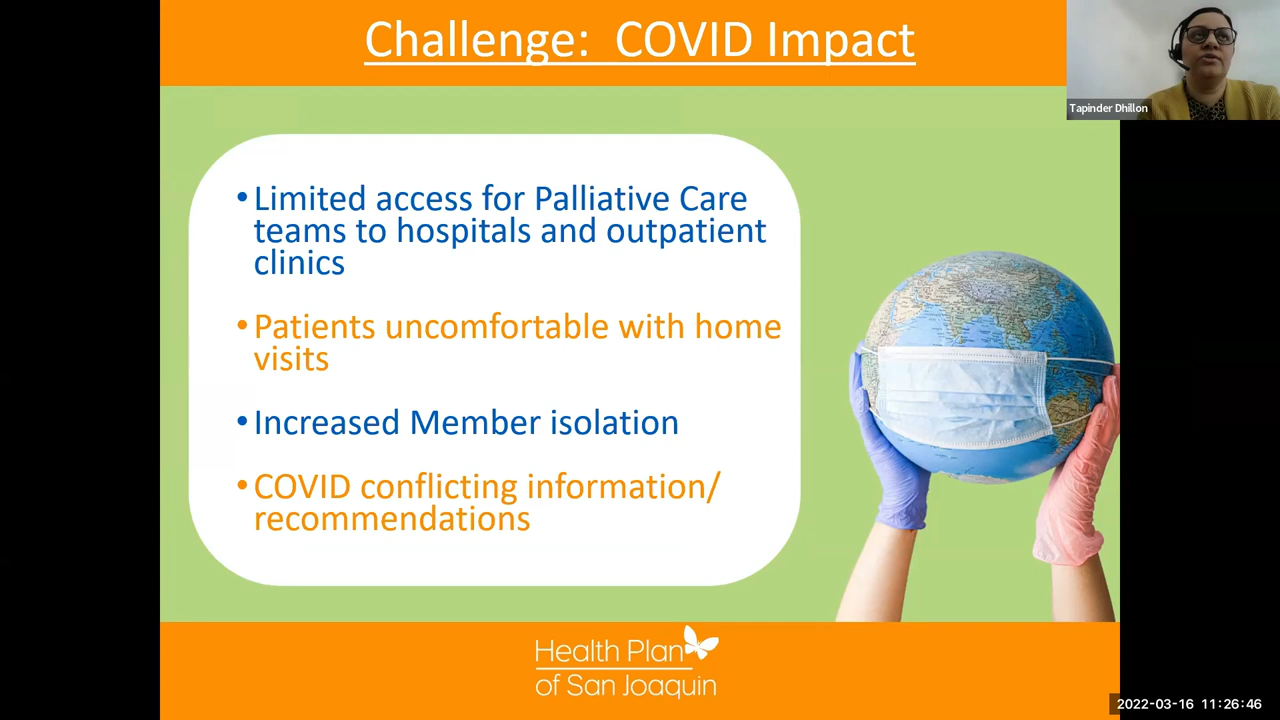 Challenge: COVID Impact
Tapinder Dhillon
•Limited access for Palliative Care
teams to hospitals and outpatient
clinics
•Patients uncomfortable with home
visits
•Increased Member isolation
•COVID conflicting information/
recommendations
Health Plan
of San Joaquin
2022-03-16 11:26:46